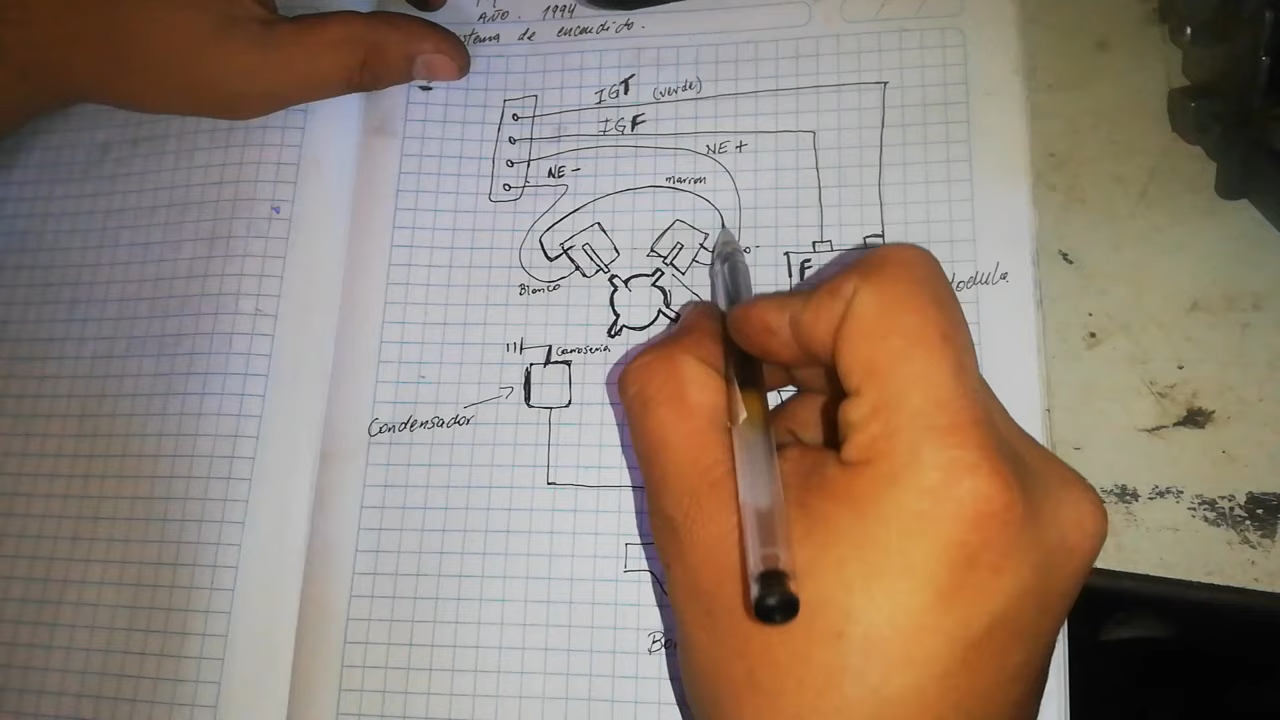 AÑO. 1994
de encendido.
IGT (verde)
IGF
NE+
NE-
marron
Blanco
F
Carroseria
Condensador